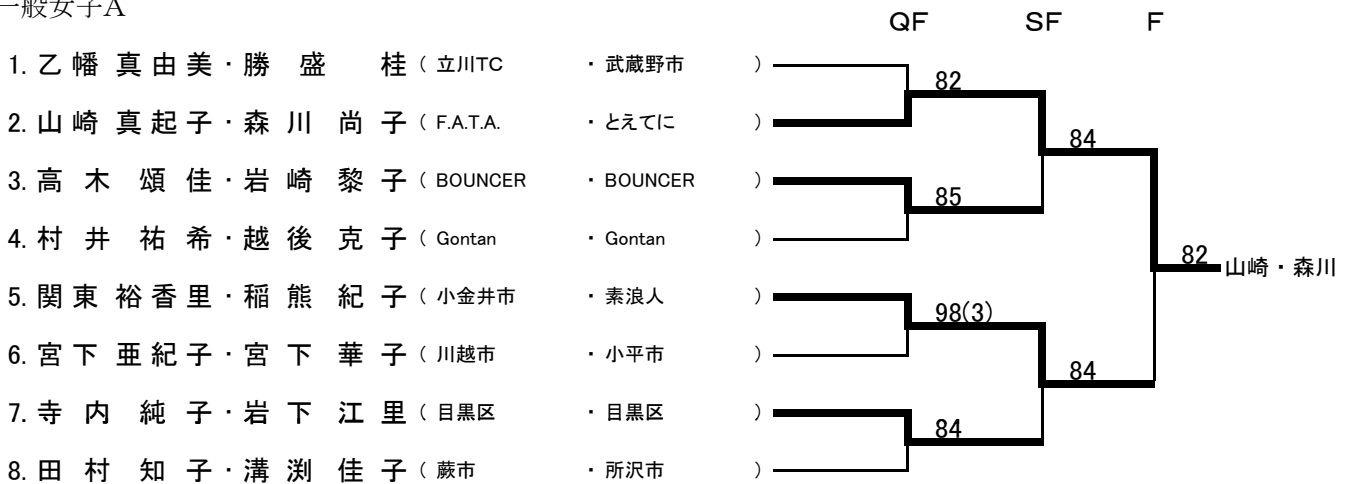 一般女子A
QF SF F
1. 乙幡 真由美・勝盛 桂 ( 立川TC ・ 武蔵野市 )
82
2. 山崎 真起子・森川 尚子 ( F.A.T.A. ・ とえてに )
84
3. 高木 頌佳・岩崎 黎子 ( BOUNCER ・ BOUNCER )
85
4. 村井 祐希・越後 克子 ( Gontan ・ Gontan )
82 山崎・森川
5. 関東 裕香里・稲熊 紀子 ( 小金井市 ・ 素浪人 )
98(3)
6. 宮下 亜紀子・宮下 華子 ( 川越市 ・ 小平市 )
84
7. 寺内 純子・岩下 江里 ( 目黒区 ・ 目黒区 )
84
8. 田村 知子・溝渕 佳子 ( 蕨市 ・ 所沢市 )